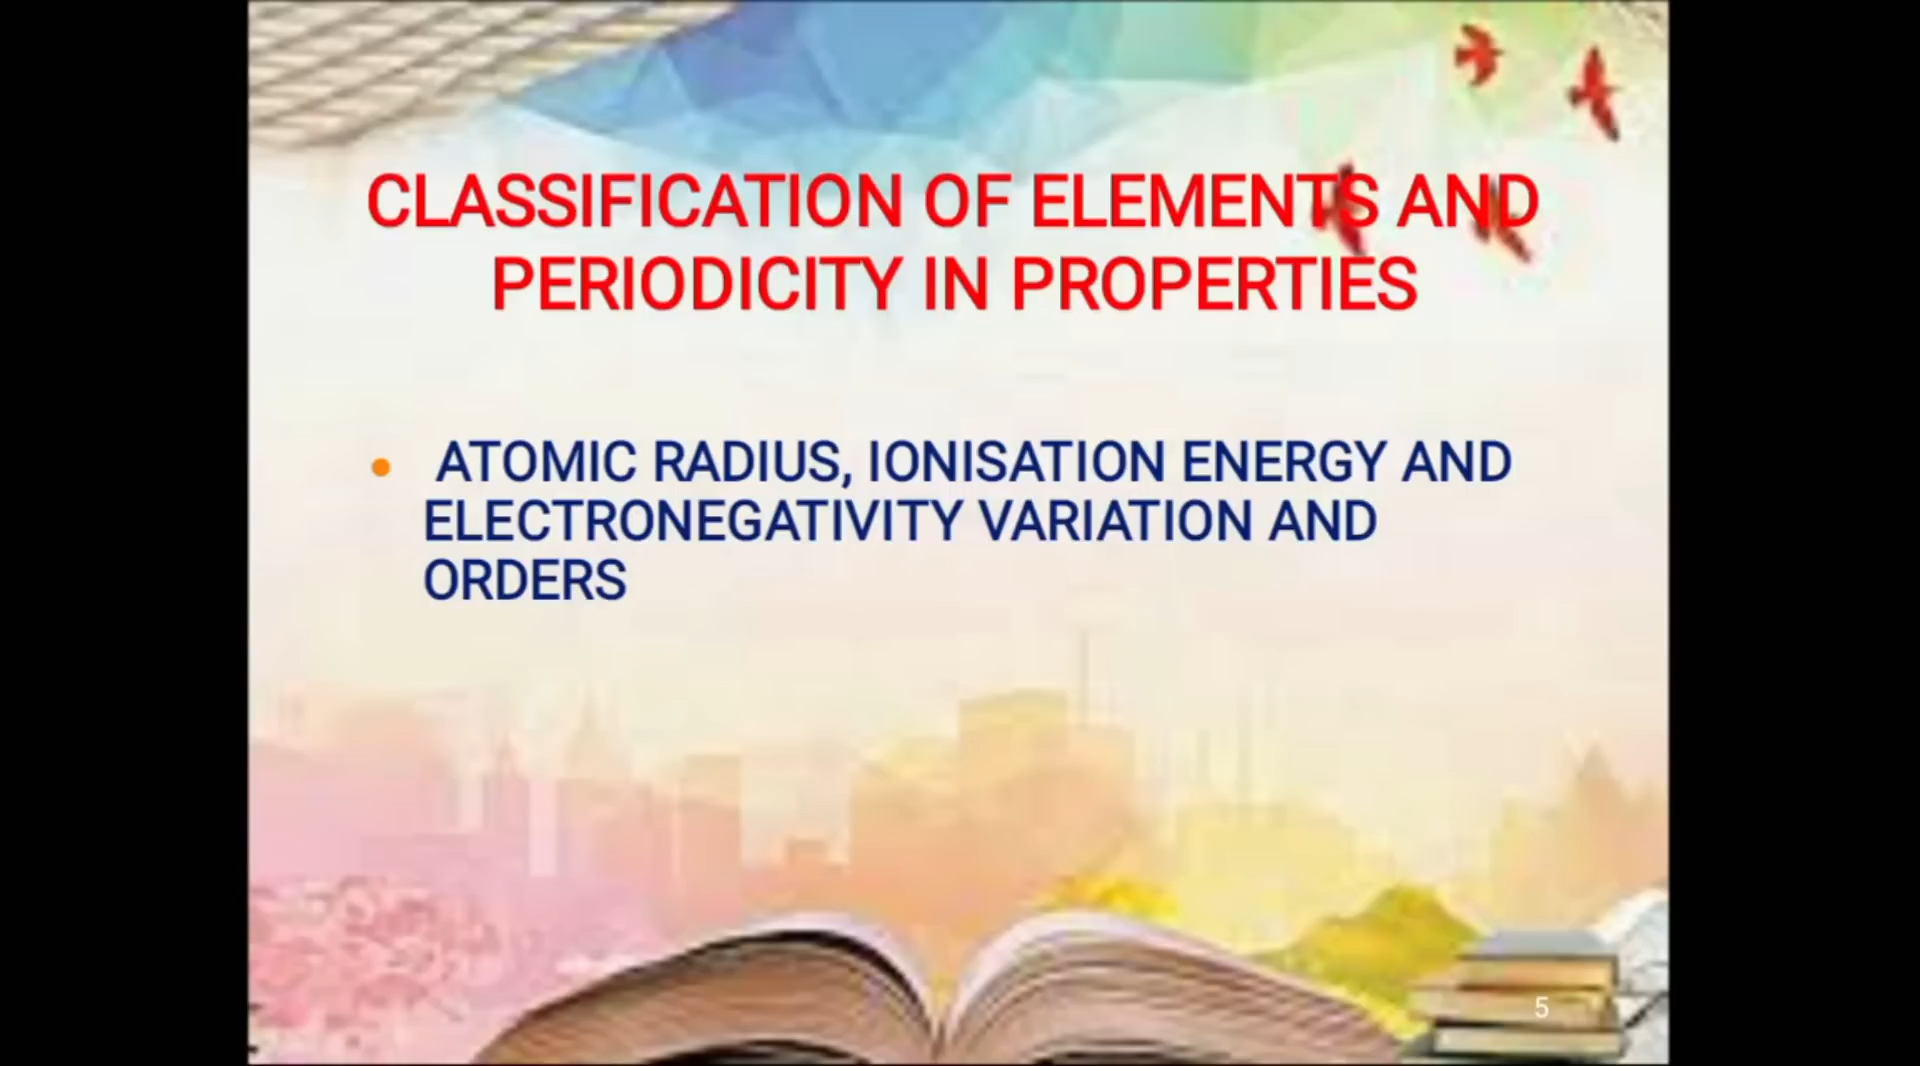 CLASSIFICATION OF ELEMENTS AND
PERIODICITY IN PROPERTIES
• ATOMIC RADIUS, IONISATION ENERGY AND
ELECTRONEGATIVITY VARIATION AND
ORDERS
5